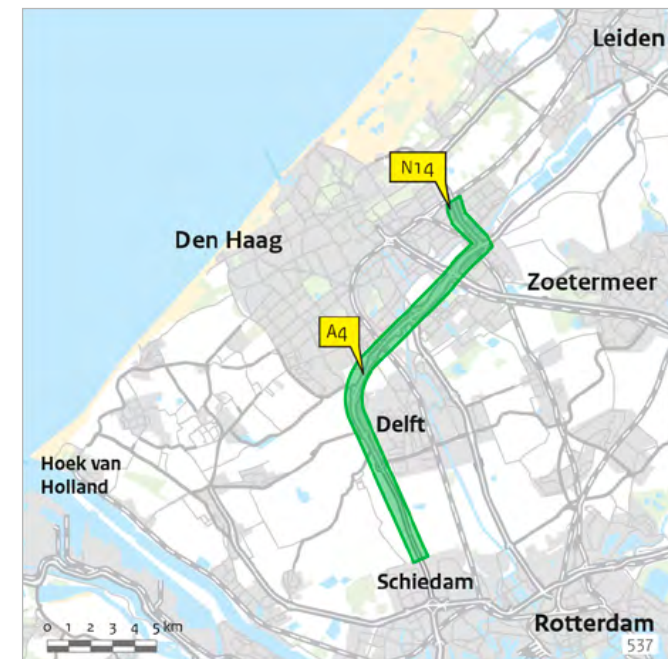 Leiden
N14
Den Haag
Zoetermeer
A4
Delft
Hoek van
Holland
Schiedam
0 1 2 3 4 5 km
Rotterdam
537